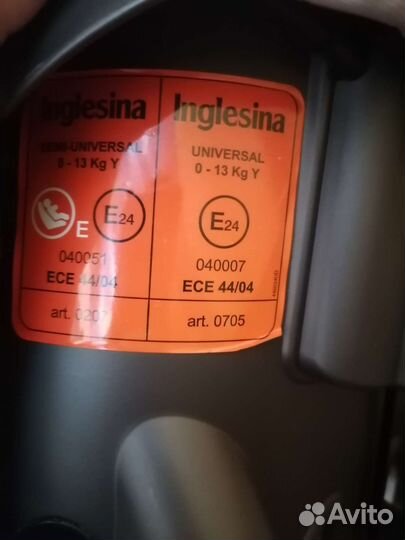 Inglesina
SEMI-UNIVERSAL
0 - 13 Kg Y
E
E24
ECE 44/04
art.
Inglesina
UNIVERSAL
0 - 13 Kg Y
E24
040007
ECE 44/04
art. 0705
Avito